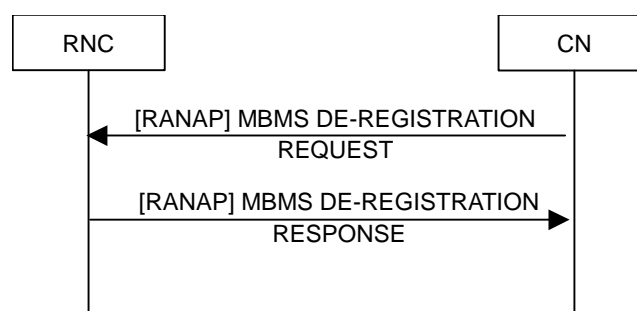 RNC
CN
[RANAP] MBMS DE-REGISTRATION
REQUEST
[RANAP] MBMS DE-REGISTRATION
RESPONSE